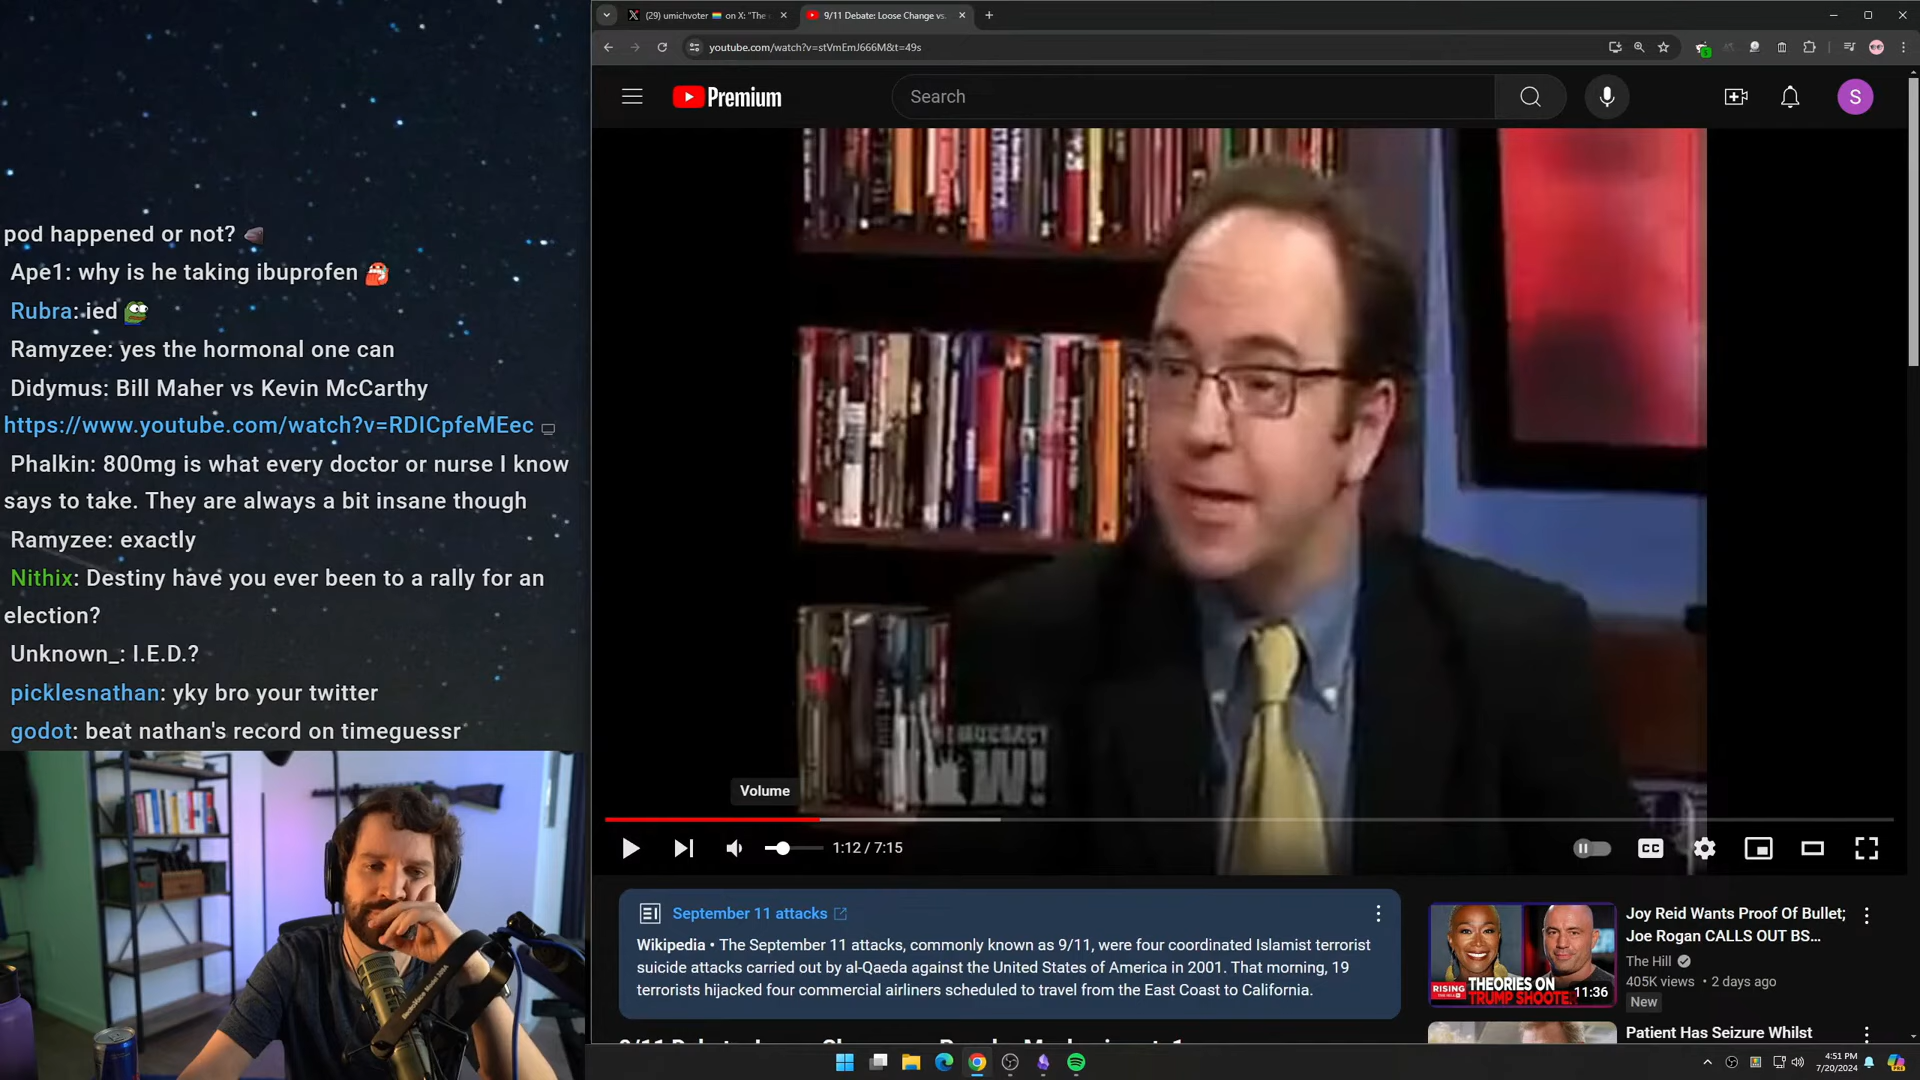 (29) umichvoter 🏳️‍🌈 on X: "The
9/11 Debate: Loose Change vs.
youtube.com/watch?v=stVmEmJ666M&t=49s
Premium
Search
S
pod happened or not?
Ape1: why is he taking ibuprofen
Rubra: ied
Ramyzee: yes the hormonal one can
Didymus: Bill Maher vs Kevin McCarthy
https://www.youtube.com/watch?v=RDICpfeMEec
Phalkin: 800mg is what every doctor or nurse I know
says to take. They are always a bit insane though
Ramyzee: exactly
Nithix: Destiny have you ever been to a rally for an
election?
Unknown_: I.E.D.?
picklesnathan: yky bro your twitter
godot: beat nathan's record on timeguessr
DEMOCRACY
NOW!
Volume
1:12 / 7:15
CC
September 11 attacks
Wikipedia • The September 11 attacks, commonly known as 9/11, were four coordinated Islamist terrorist
suicide attacks carried out by al-Qaeda against the United States of America in 2001. That morning, 19
terrorists hijacked four commercial airliners scheduled to travel from the East Coast to California.
RISING
THEORIES ON
TRUMP SHOOTE
11:36
Joy Reid Wants Proof Of Bullet;
Joe Rogan CALLS OUT BS...
The Hill
405K views • 2 days ago
New
Patient Has Seizure Whilst
4:51 PM
7/20/2024